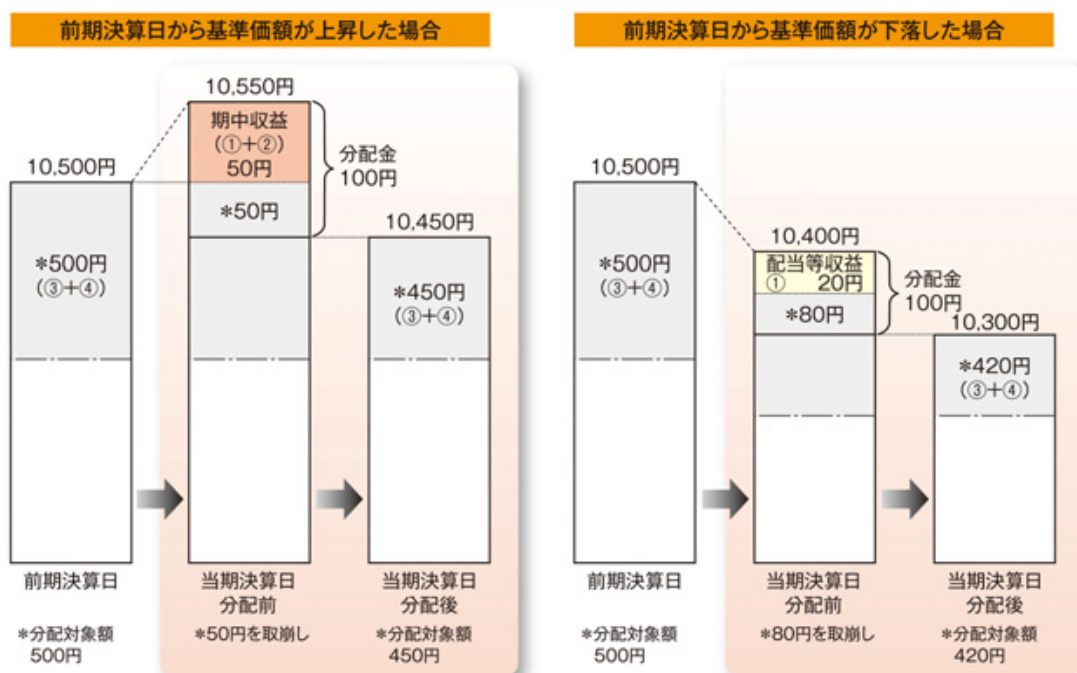 前期決算日から基準価額が上昇した場合
10,550円
期中収益
(①+②)
50円
分配金
100円
10,500円
*50円
10,450円
*500円
(③+④)
*450円
(③+④)
前期決算日
当期決算日
分配前
当期決算日
分配後
*分配対象額
500円
*50円を取崩し
*分配対象額
450円
前期決算日から基準価額が下落した場合
10,500円
10,400円
*500円
(③+④)
配当等収益
① 20円
分配金
100円
*80円
10,300円
*420円
(③+④)
前期決算日
当期決算日
分配前
当期決算日
分配後
*分配対象額
500円
*80円を取崩し
*分配対象額
420円